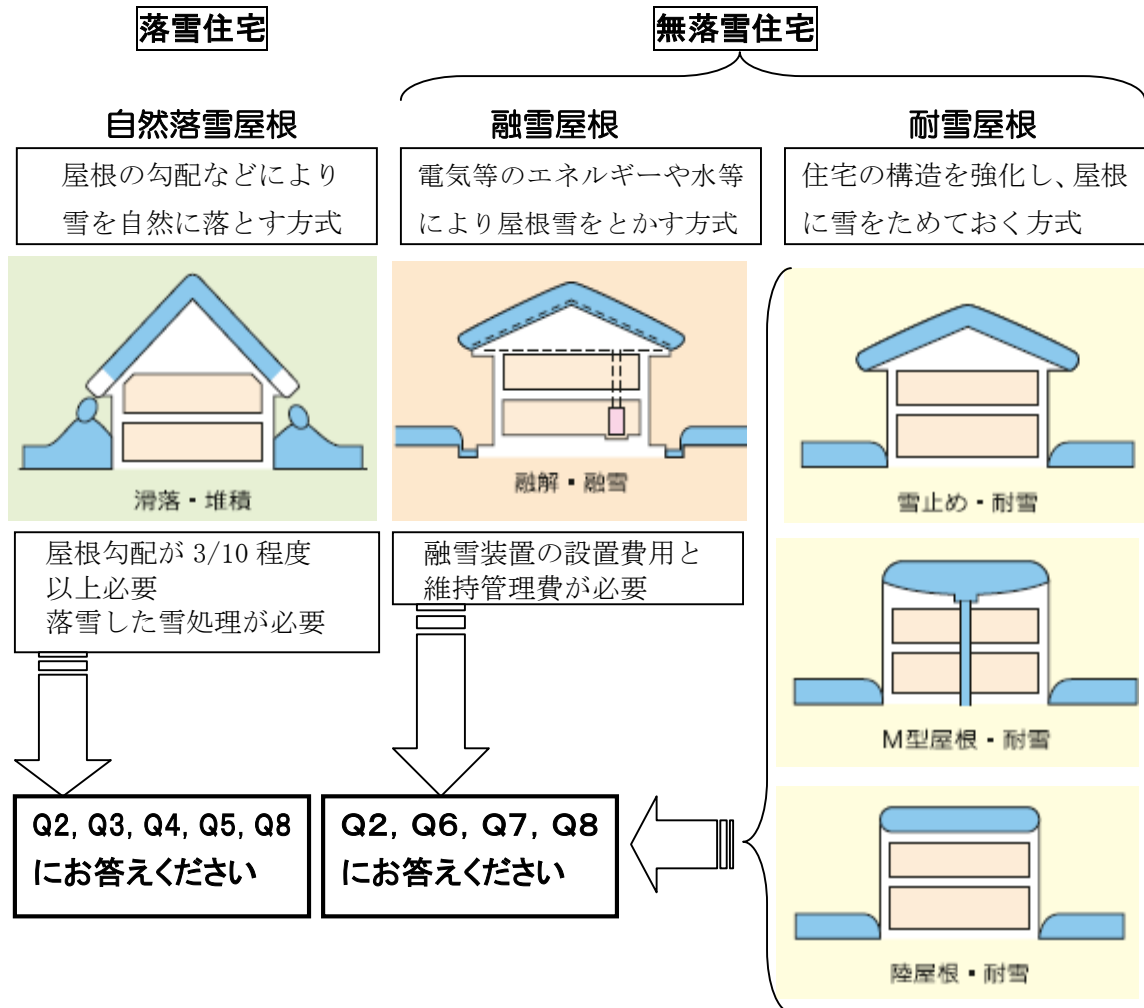 落雪住宅
無落雪住宅
自然落雪屋根
屋根の勾配などにより
雪を自然に落とす方式
融雪屋根
電気等のエネルギーや水等
により屋根雪をとかす方式
耐雪屋根
住宅の構造を強化し、屋根
に雪をためておく方式
滑落・堆積
融解・融雪
雪止め・耐雪
屋根勾配が 3/10 程度
以上必要
落雪した雪処理が必要
融雪装置の設置費用と
維持管理費が必要
M型屋根・耐雪
Q2, Q3, Q4, Q5, Q8
にお答えください
Q2, Q6, Q7, Q8
にお答えください
陸屋根・耐雪